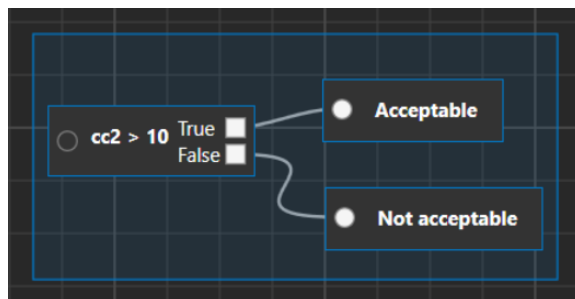 cc2 > 10
True
False
Acceptable
Not acceptable